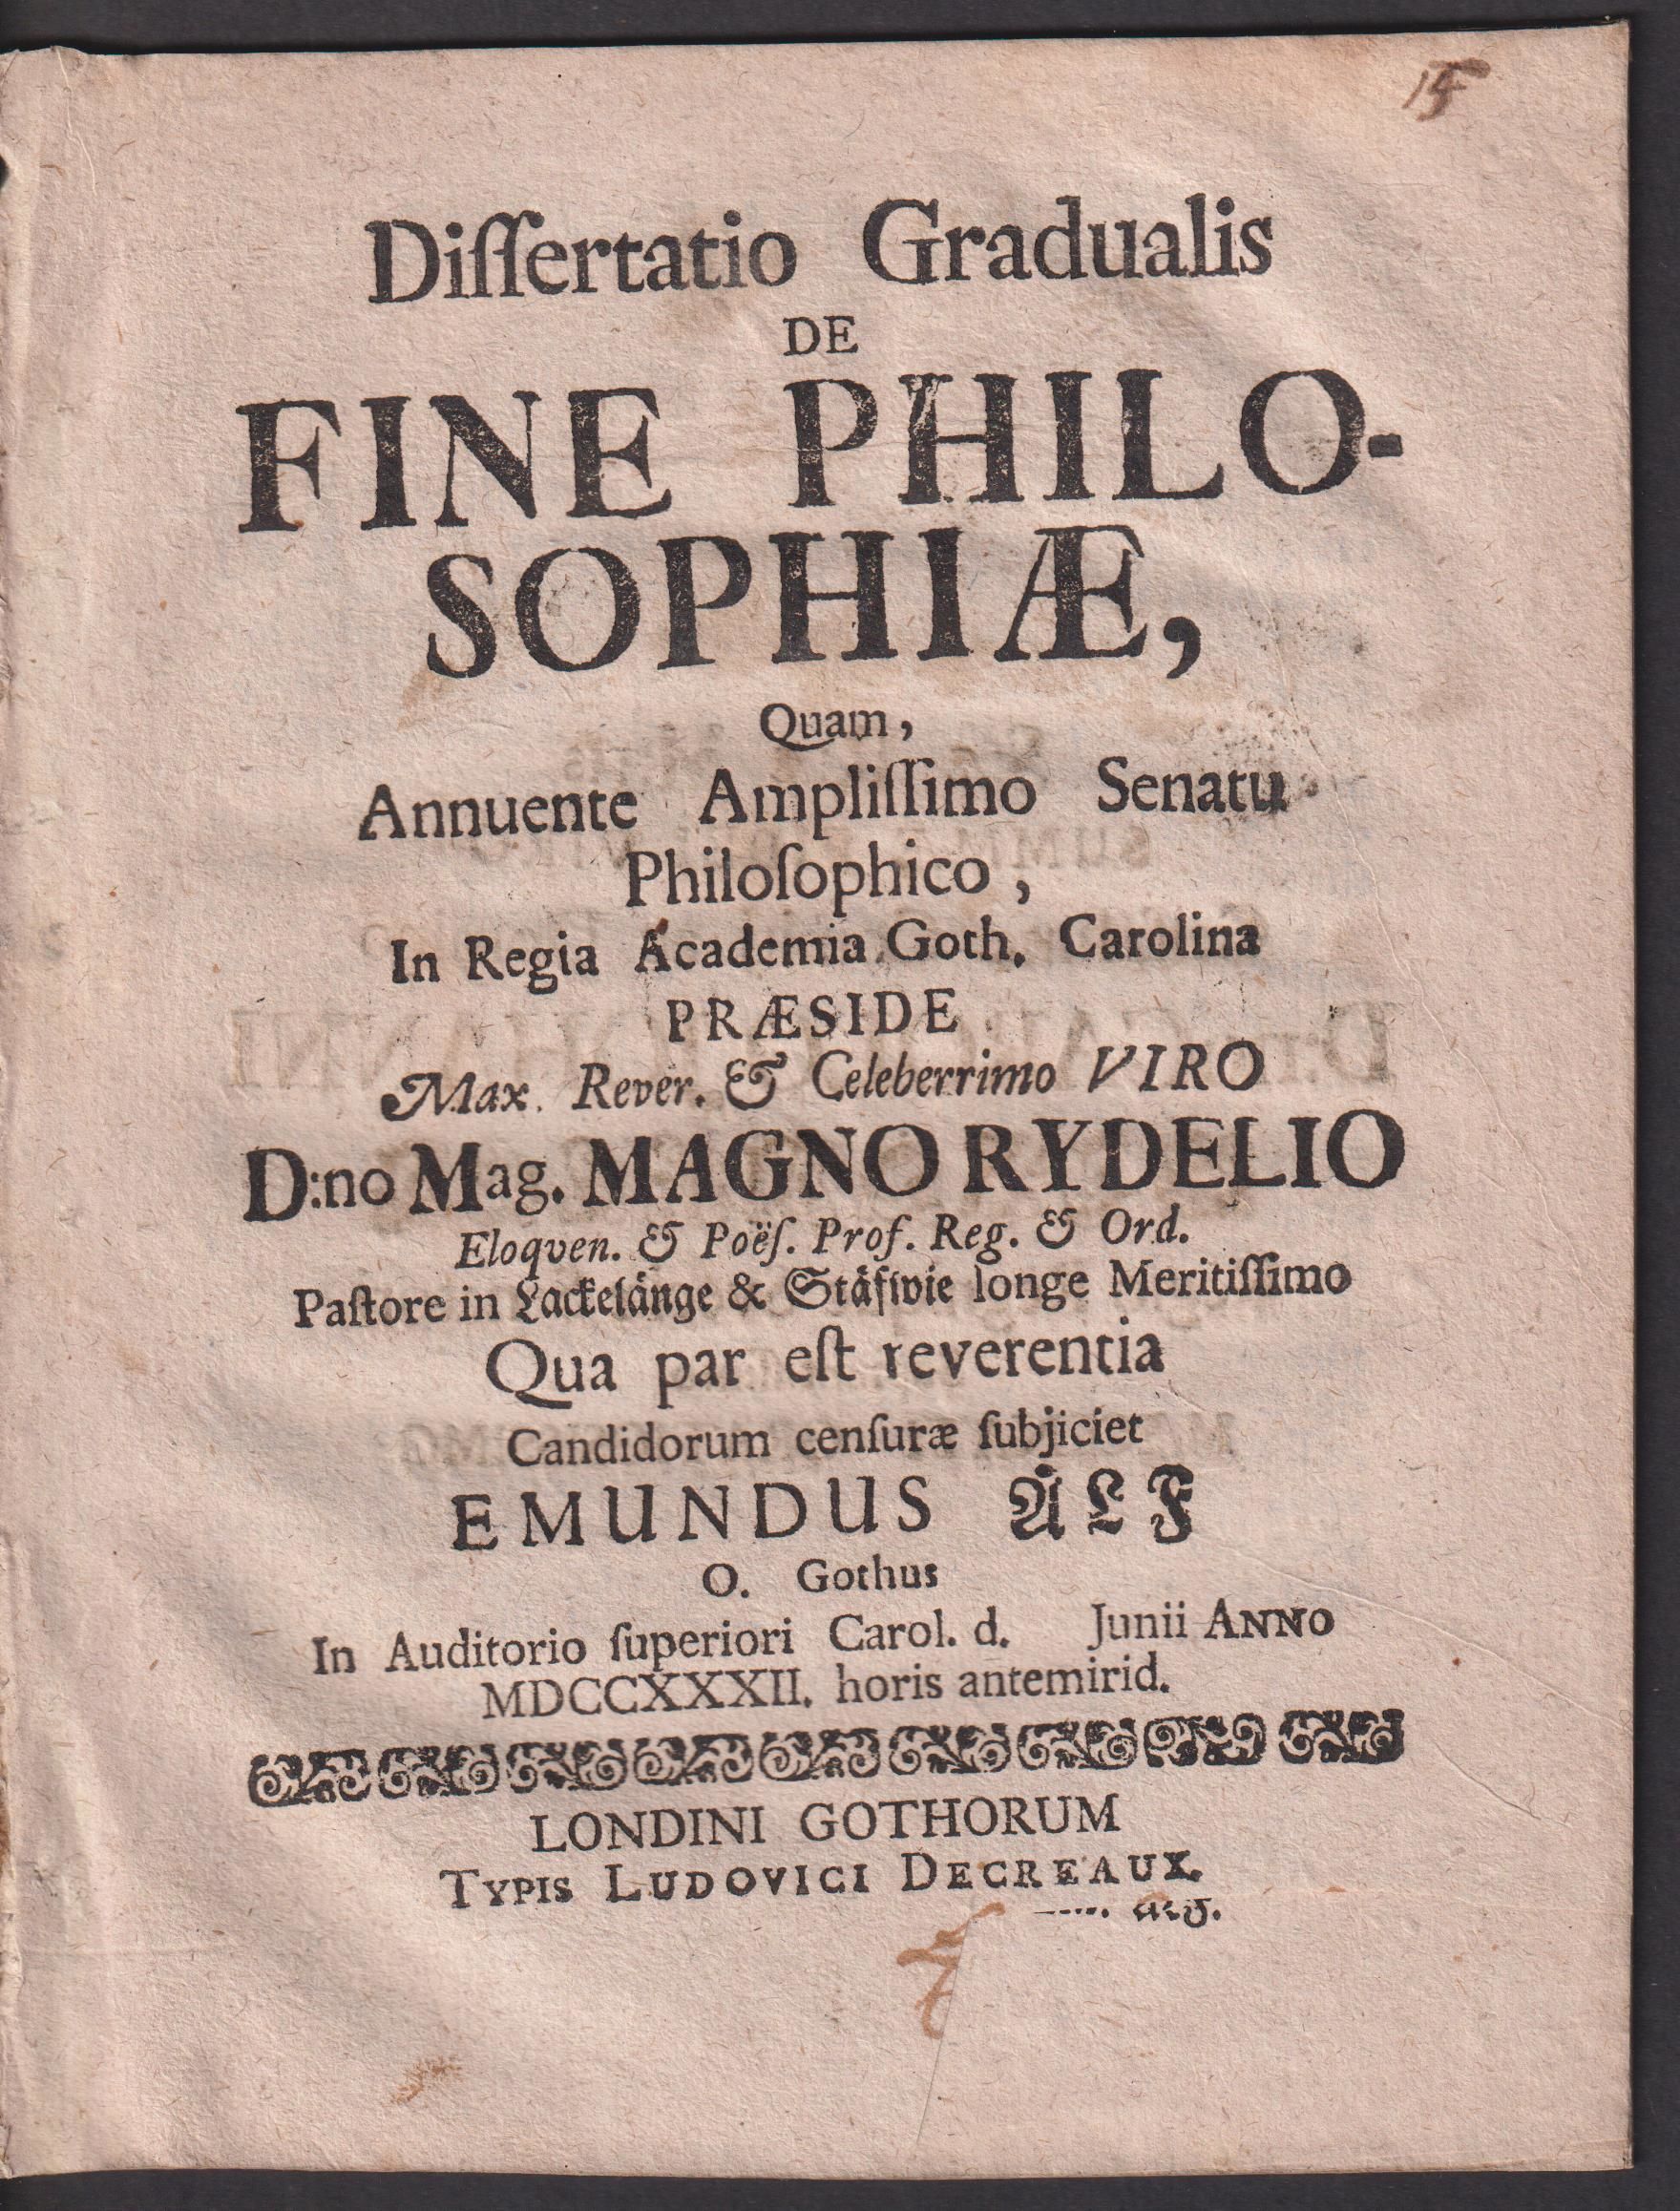 15
Diſſertatio Gradualis
DE
FINE PHILO-
SOPHIÆ,
Quam,
Annuente Ampliſſimo Senatu
Philoſophico,
In Regia Academia Goth. Carolina
PRÆSIDE
Max. Rever. & Celeberrimo VIRO
D:no Mag. MAGNO RYDELIO
Eloqven. & Poëſ. Prof. Reg. & Ord.
Paſtore in Lackelänge & Stäfwie longe Meritiſſimo
Qua par eſt reverentia
Candidorum cenſuræ ſubjiciet
EMUNDUS ÅLF
O. Gothus
In Auditorio ſuperiori Carol. d. Junii ANNO
MDCCXXXII. horis antemirid.
LONDINI GOTHORUM
TYPIS LUDOVICI DECREAUX.